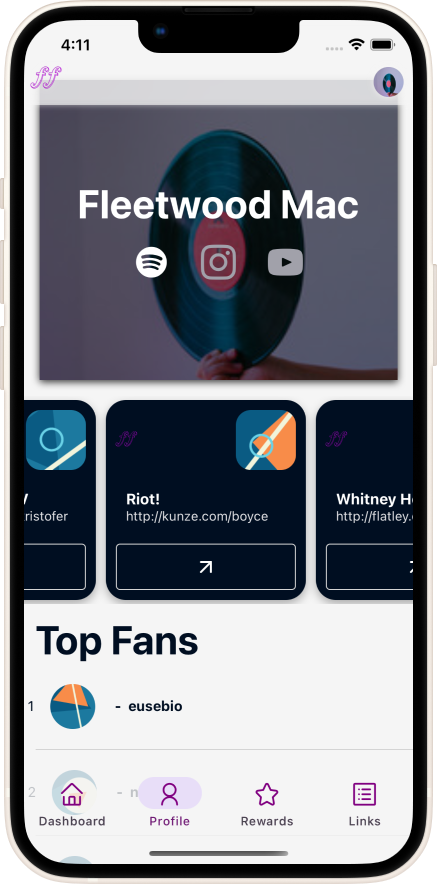 4:11
ff
Fleetwood Mac
ff
ff
Riot!
Whitney H
ristofer
http://kunze.com/boyce
http://flatley.
Top Fans
1
- eusebio
2
- n
Dashboard
Profile
Rewards
Links